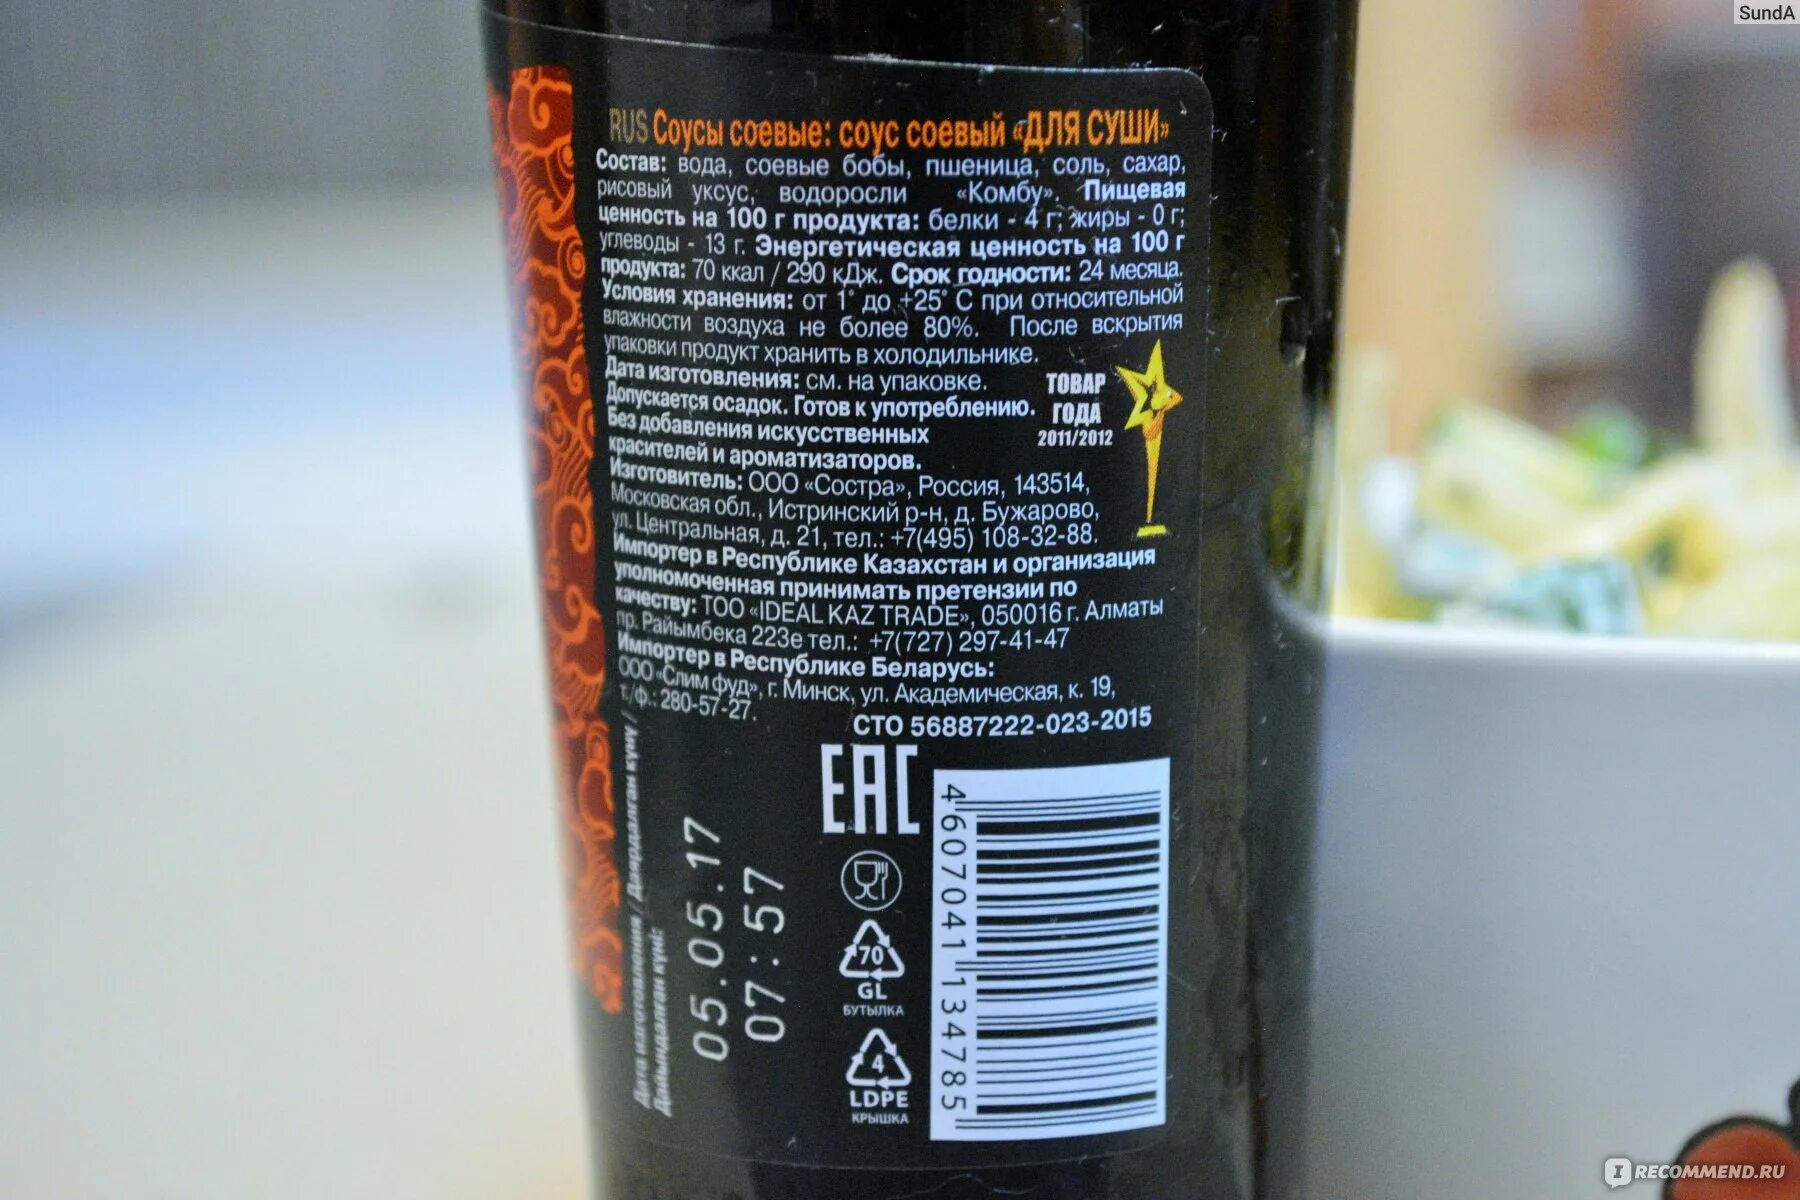 SundA
RUS Соусы соевые: соус соевый «ДЛЯ СУШИ»
Состав: вода, соевые бобы, пшеница, соль, сахар,
рисовый уксус, водоросли «Комбу». Пищевая
ценность на 100 г продукта: белки - 4 г; жиры - 0 г;
углеводы - 13 г. Энергетическая ценность на 100 г
продукта: 70 ккал / 290 кДж. Срок годности: 24 месяца.
Условия хранения: от 1° до +25° С при относительной
влажности воздуха не более 80%. После вскрытия
упаковки продукт хранить в холодильнике.
Дата изготовления: см. на упаковке.
Допускается осадок. Готов к употреблению.
Без добавления искусственных
красителей и ароматизаторов.
ТОВАР
ГОДА
2011/2012
Изготовитель: ООО «Состра», Россия, 143514,
Московская обл., Истринский р-н, д. Бужарово,
ул. Центральная, д. 21, тел.: +7(495) 108-32-88.
Импортер в Республике Казахстан и организация
уполномоченная принимать претензии по
качеству: ТОО «IDEAL KAZ TRADE», 050016 г. Алматы
пр. Райымбека 223е тел.: +7(727) 297-41-47
Импортер в Республике Беларусь:
ООО «Слим фуд», г. Минск, ул. Академическая, к. 19,
т./ф.: 280-57-27.
СТО 56887222-023-2015
EAC
Дата изготовления / Даярдалган күнү /
Дайындалған күні:
05.05.17
07:57
70
GL
БУТЫЛКА
4
LDPE
КРЫШКА
4607041134785
IRECOMMEND.RU